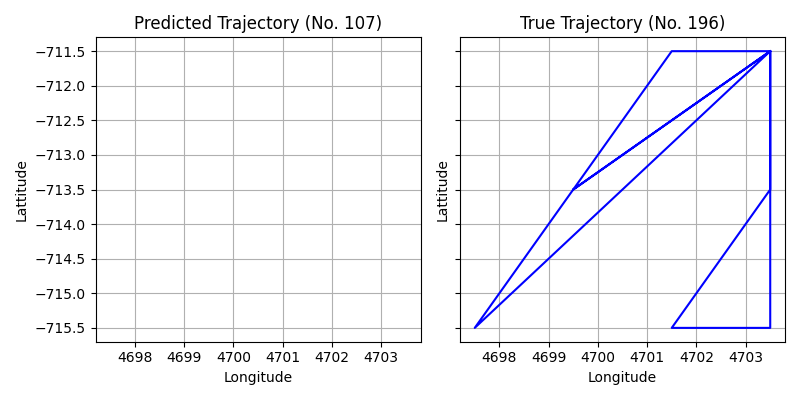 Predicted Trajectory (No. 107)
True Trajectory (No. 196)
−711.5
−712.0
−712.5
−713.0
−713.5
−714.0
−714.5
−715.0
−715.5
Lattitude
Lattitude
4698 4699 4700 4701 4702 4703
4698 4699 4700 4701 4702 4703
Longitude
Longitude